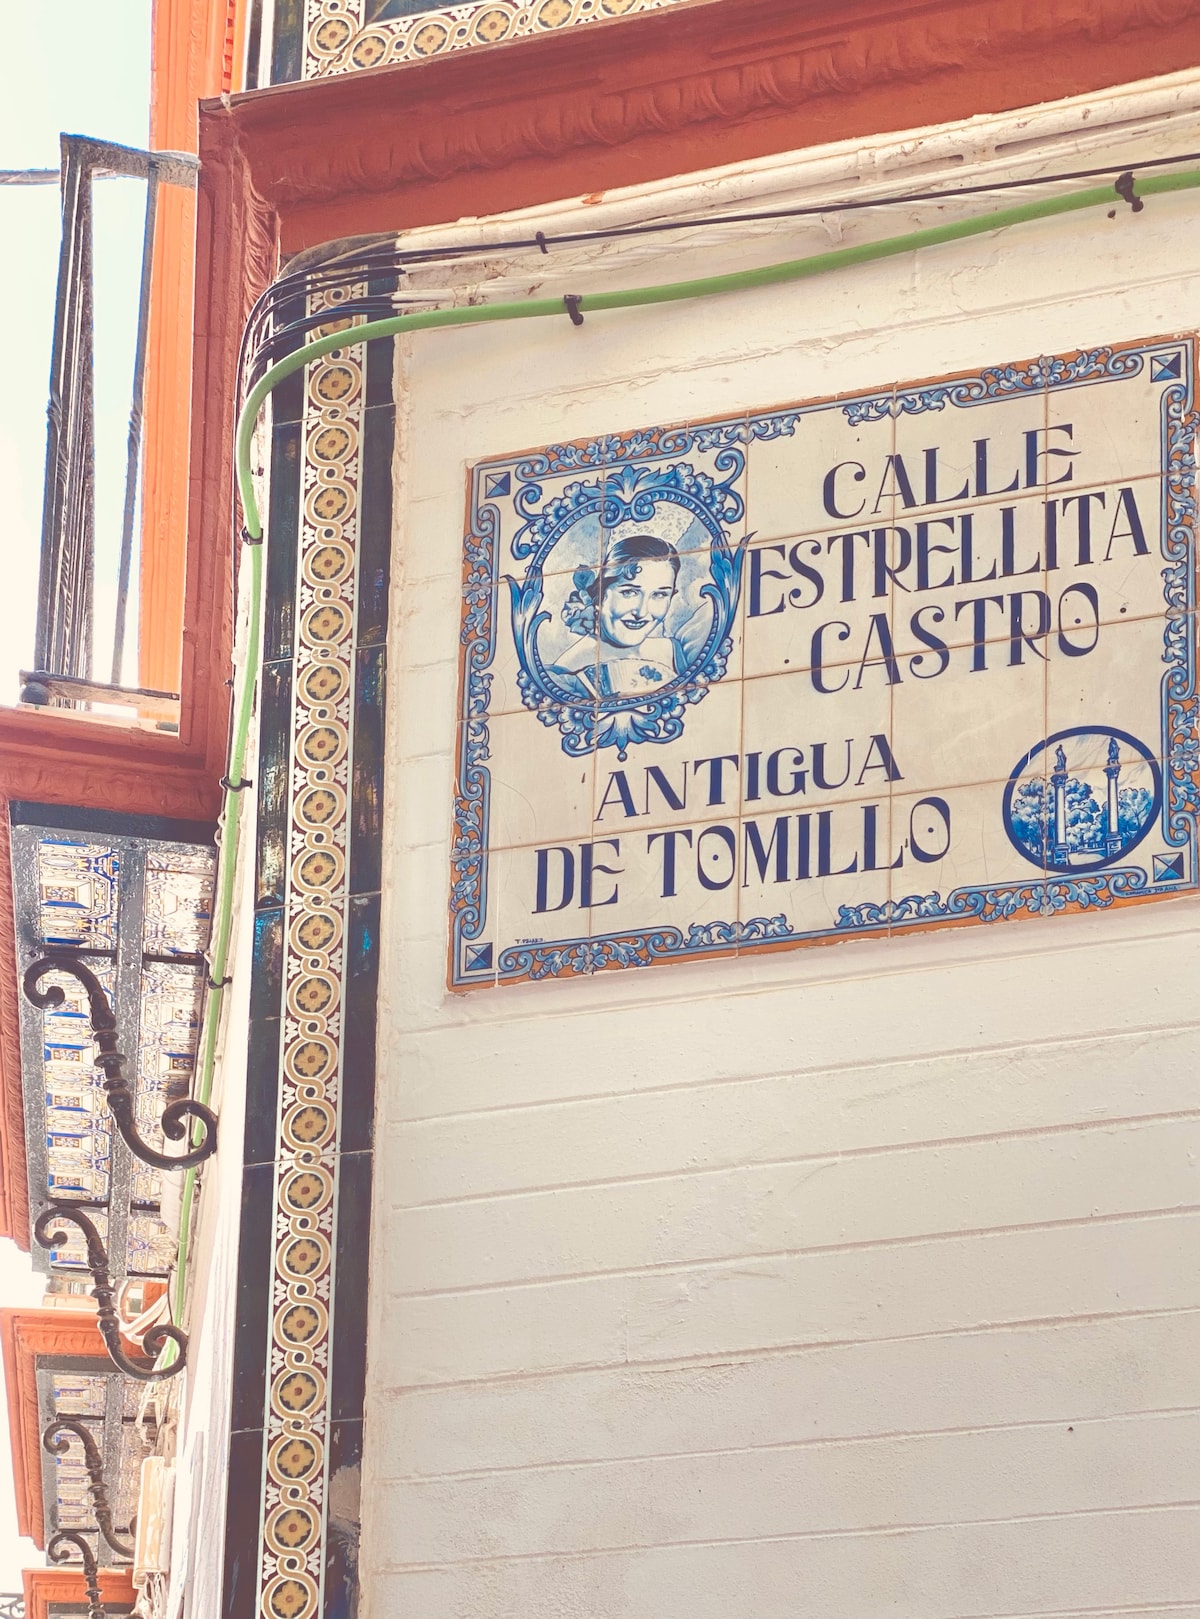 CALLE
ESTRELLITA
CASTRO
ANTIGUA
DE TOMILLO